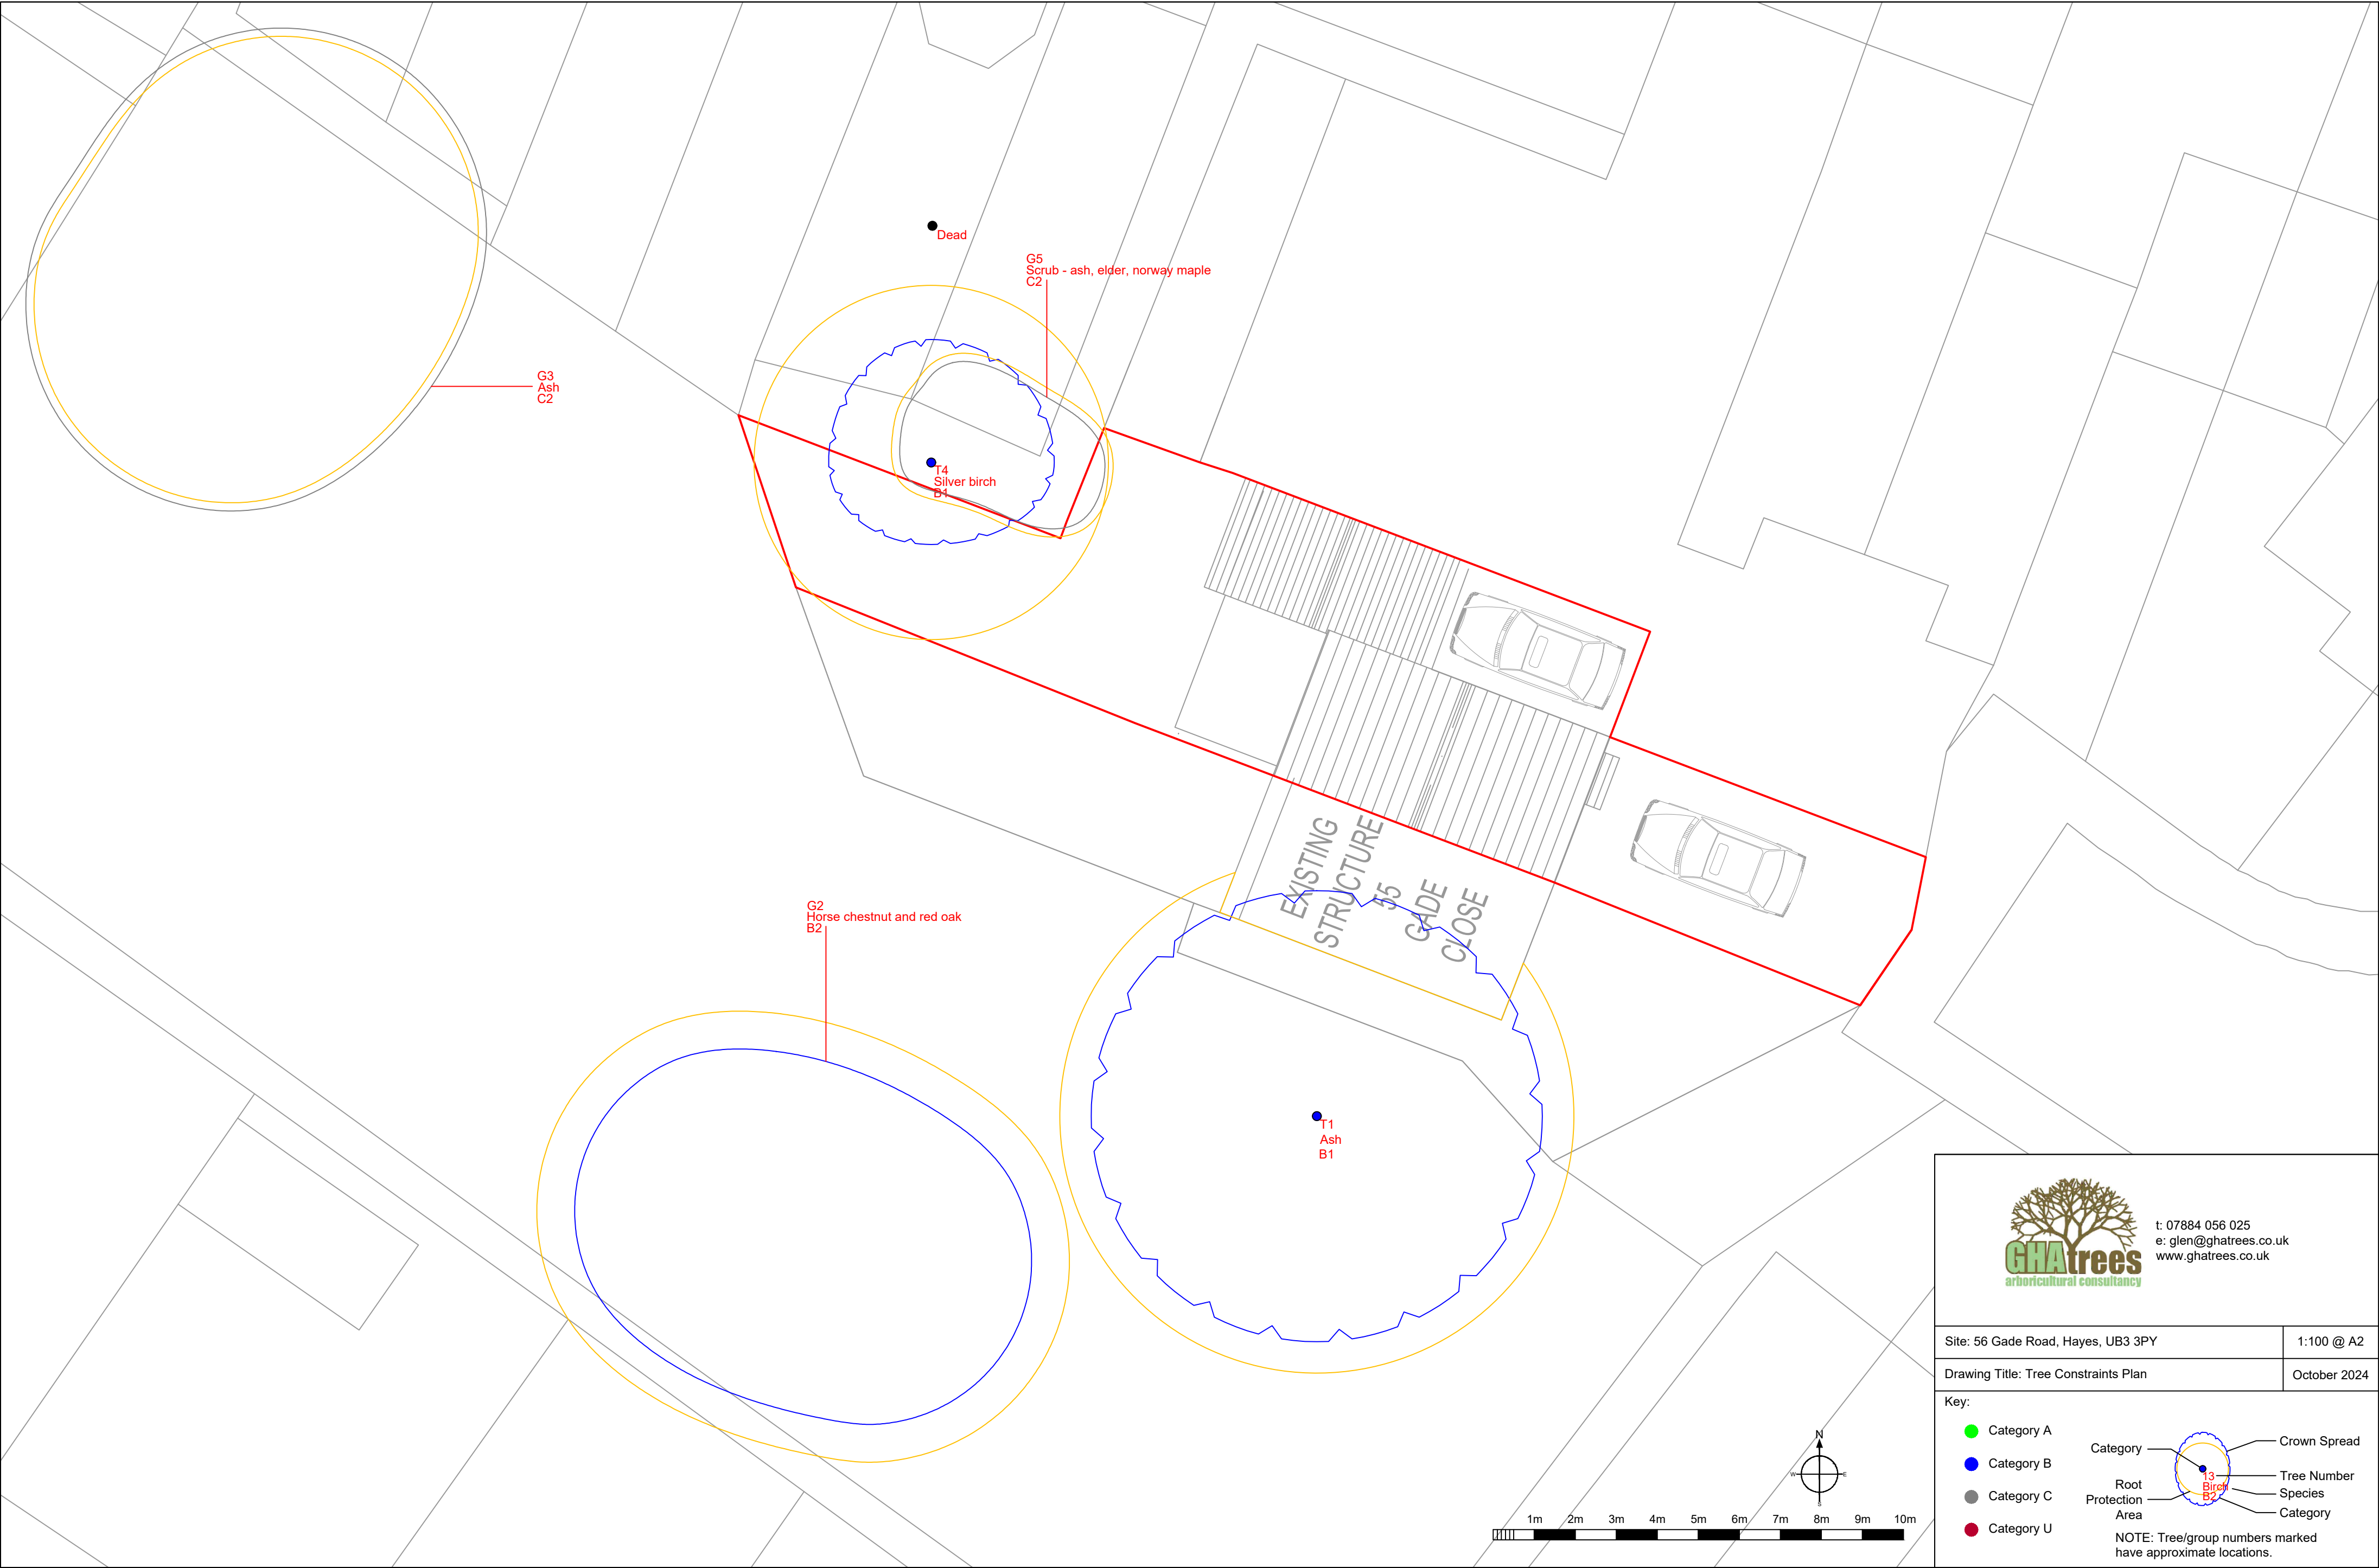 Dead
G5
Scrub - ash, elder, norway maple
C2
G3
Ash
C2
T4
Silver birch
B1
EXISTING
STRUCTURE
55
GADE
CLOSE
G2
Horse chestnut and red oak
B2
T1
Ash
B1
GHAtrees
arboricultural consultancy
t: 07884 056 025
e: glen@ghatrees.co.uk
www.ghatrees.co.uk
Site: 56 Gade Road, Hayes, UB3 3PY
1:100 @ A2
Drawing Title: Tree Constraints Plan
October 2024
Key:
Category A
Category B
Category C
Category U
Category
Root
Protection
Area
13
Birch
B2
Crown Spread
Tree Number
Species
Category
NOTE: Tree/group numbers marked
have approximate locations.
N
W
E
S
1m 2m 3m 4m 5m 6m 7m 8m 9m 10m